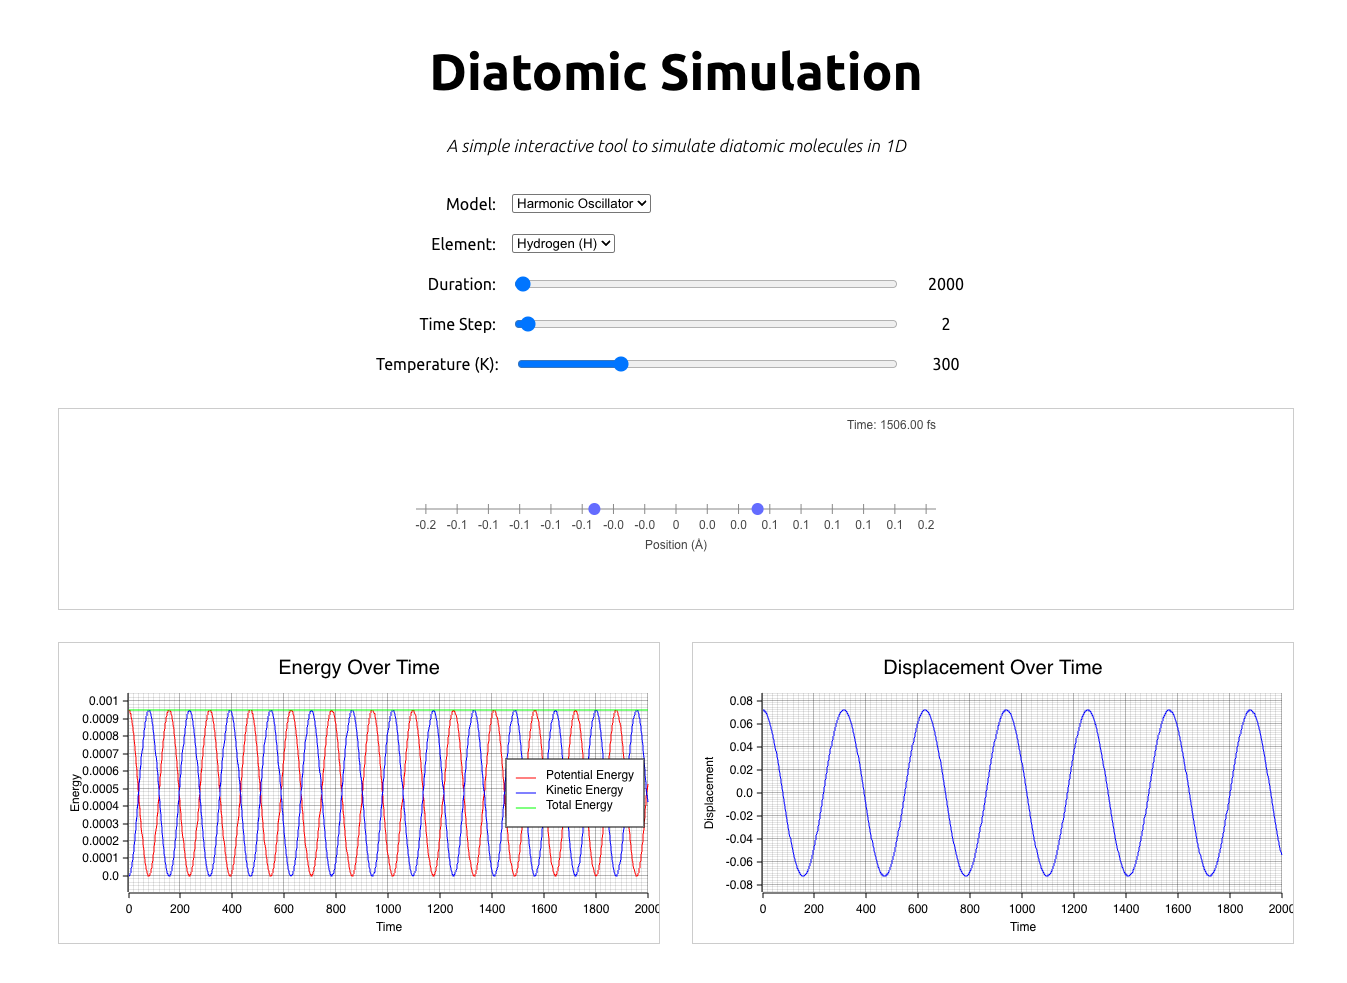 Diatomic Simulation
A simple interactive tool to simulate diatomic molecules in 1D
Model: Harmonic Oscillator
Element: Hydrogen (H)
Duration: 2000
Time Step: 2
Temperature (K): 300
Time: 1506.00 fs
-0.2 -0.1 -0.1 -0.1 -0.1 -0.1 -0.0 -0.0 0 0.0 0.0 0.1 0.1 0.1 0.1 0.1 0.2
Position (Å)
Energy Over Time
0.001
0.0009
0.0008
0.0007
0.0006
0.0005
0.0004
0.0003
0.0002
0.0001
0.0
Energy
Potential Energy
Kinetic Energy
Total Energy
0 200 400 600 800 1000 1200 1400 1600 1800 2000
Time
Displacement Over Time
0.08
0.06
0.04
0.02
0.0
-0.02
-0.04
-0.06
-0.08
Displacement
0 200 400 600 800 1000 1200 1400 1600 1800 2000
Time